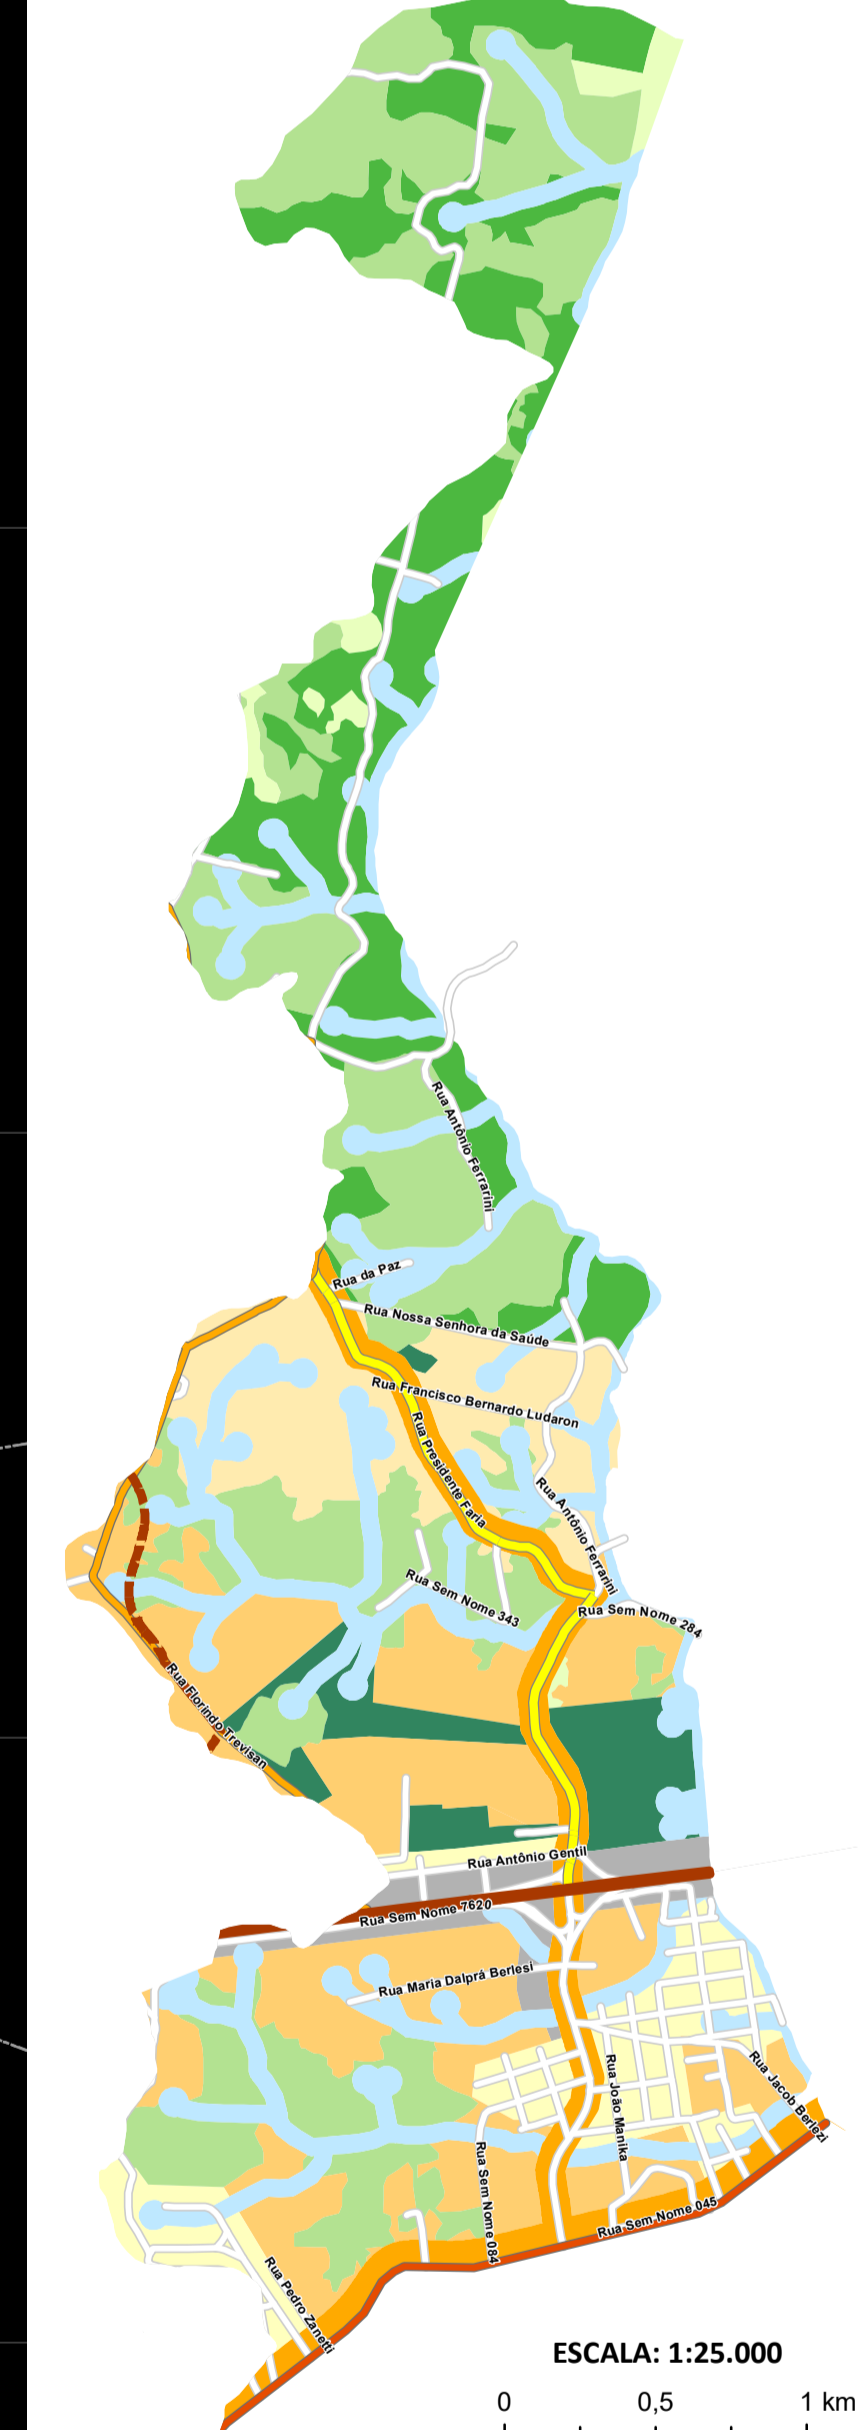 Rua Antônio Ferrarini
Rua da Paz
Rua Nossa Senhora da Saúde
Rua Francisco Bernardo Ludaron
Rua Presidente Faria
Rua Antônio Ferrarini
Rua Sem Nome 343
Rua Sem Nome 284
Rua Florindo Trevisan
Rua Antônio Gentil
Rua Sem Nome 7620
Rua Maria Dalprá Berlesi
Rua João Manika
Rua Jacob Berlezi
Rua Sem Nome 084
Rua Sem Nome 045
Rua Pedro Zanetti
ESCALA: 1:25.000
0 0,5 1 km